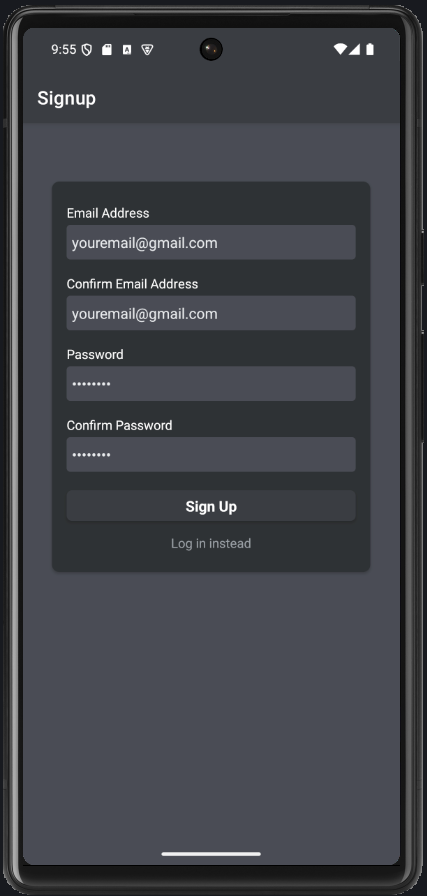 9:55
Signup
Email Address
youremail@gmail.com
Confirm Email Address
youremail@gmail.com
Password
••••••••
Confirm Password
••••••••
Sign Up
Log in instead